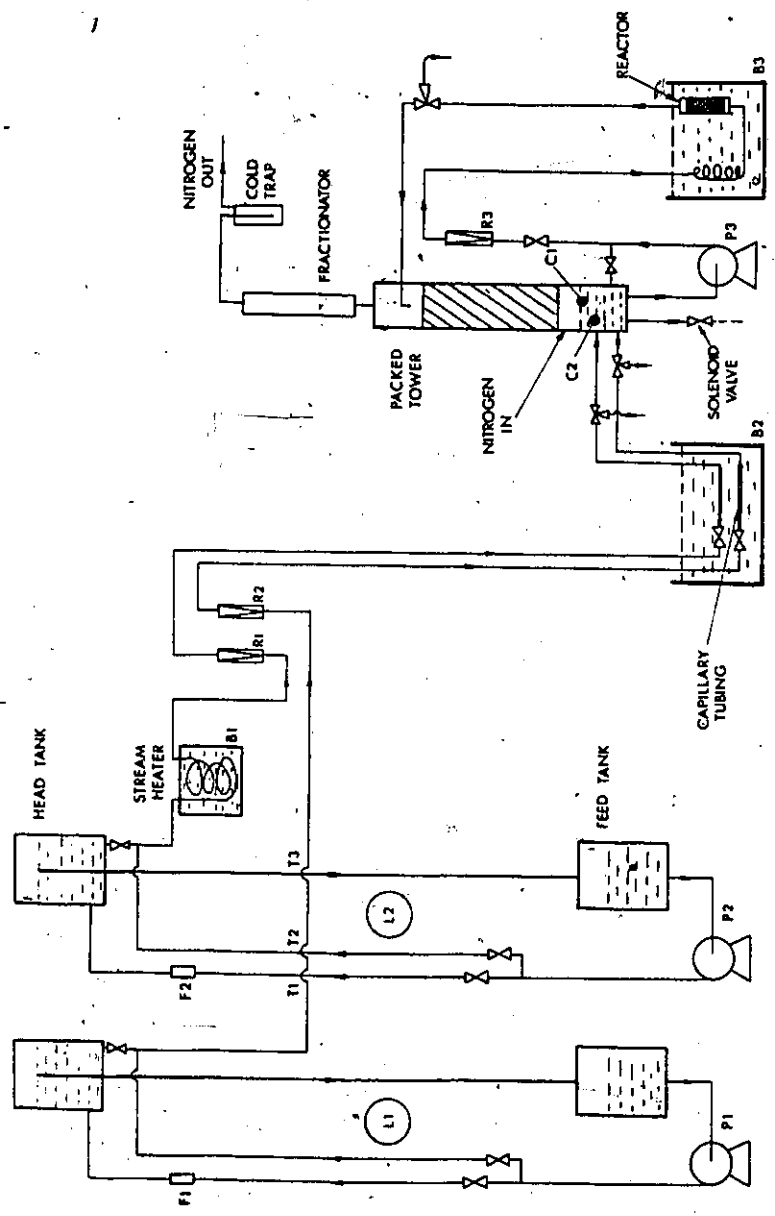 HEAD TANK
STREAM
HEATER
B1
F1
F2
T1
T2
T3
L1
L2
R1
R2
FEED TANK
P1
P2
CAPILLARY
TUBING
B2
NITROGEN
OUT
COLD
TRAP
FRACTIONATOR
PACKED
TOWER
NITROGEN
IN
C2
C1
R3
SOLENOID
VALVE
P3
REACTOR
B3